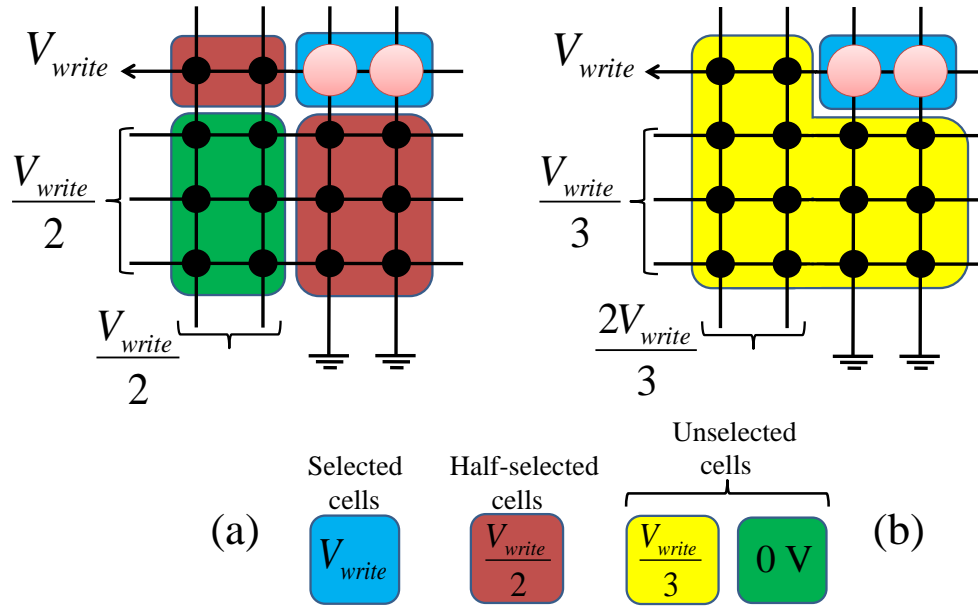 V_write
V_write
V_write/2
V_write/3
V_write/2
2V_write/3
Unselected
cells
Selected
cells
Half-selected
cells
(a)
V_write
V_write/2
V_write/3
0 V
(b)